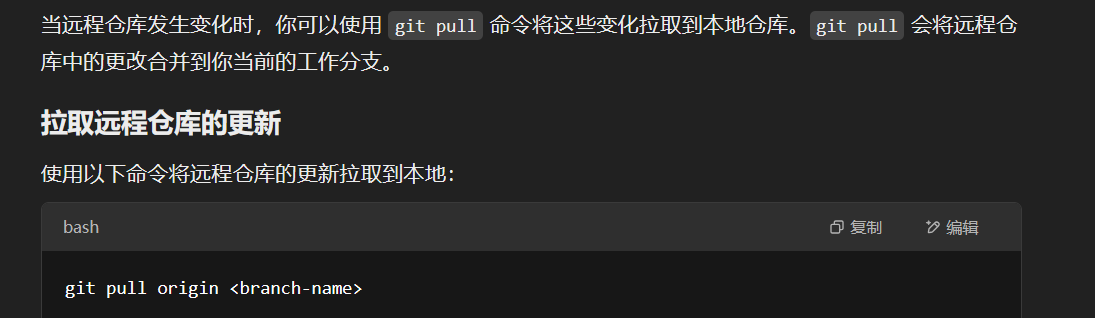 当远程仓库发生变化时，你可以使用 git pull 命令将这些变化拉取到本地仓库。git pull 会将远程仓
库中的更改合并到你当前的工作分支。
拉取远程仓库的更新
使用以下命令将远程仓库的更新拉取到本地：
bash 复制 编辑
git pull origin <branch-name>